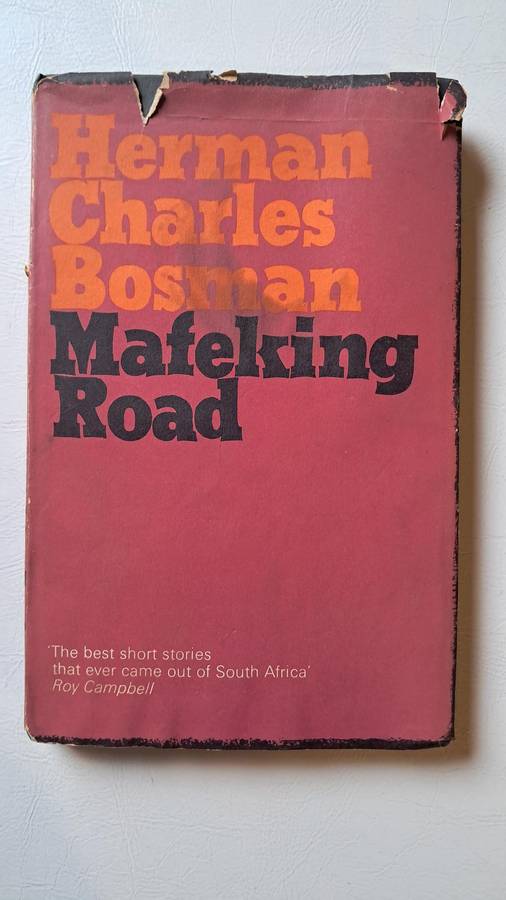 Herman
Charles
Bosman
Mafeking
Road
'The best short stories
that ever came out of South Africa'
Roy Campbell